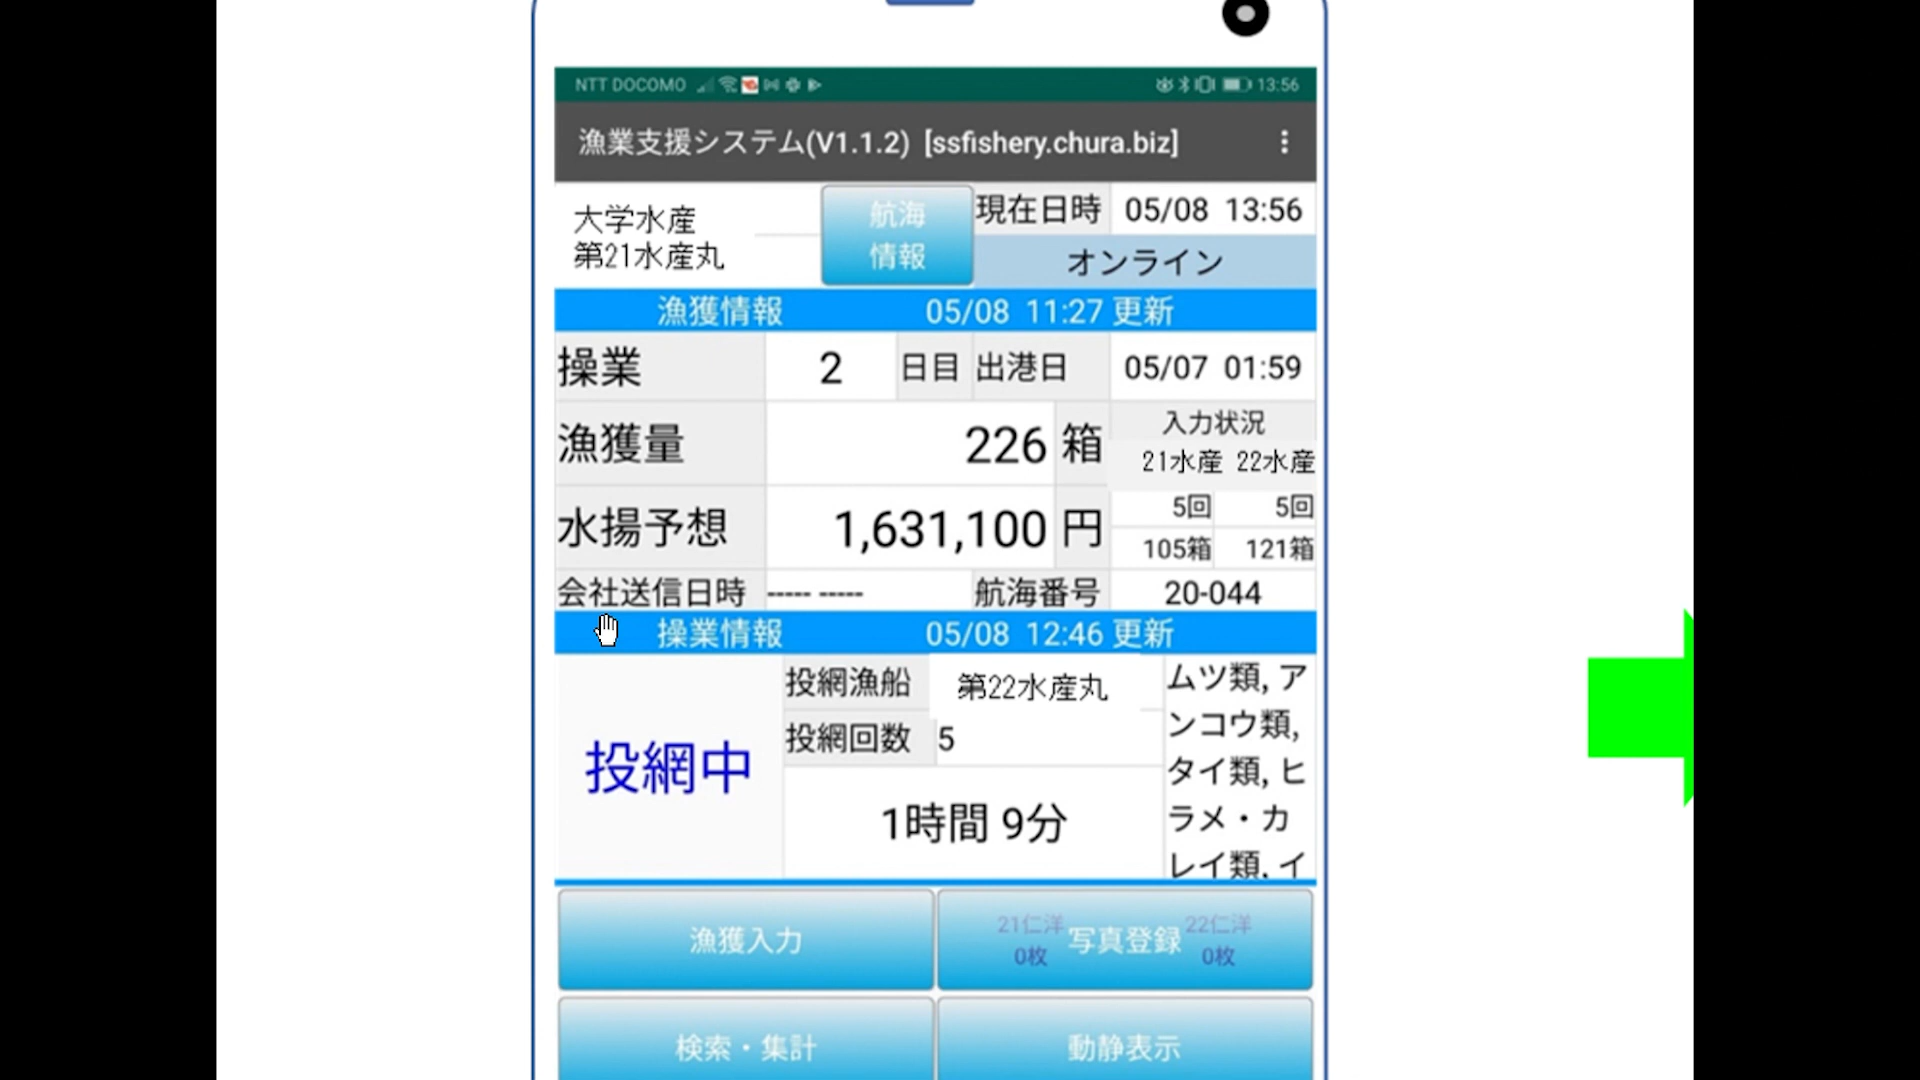 NTT DOCOMO 13:56
漁業支援システム(V1.1.2) [ssfishery.chura.biz]
大学水産
第21水産丸
航海
情報
現在日時 05/08 13:56
オンライン
漁獲情報 05/08 11:27 更新
操業 2 日目 出港日 05/07 01:59
漁獲量 226 箱
入力状況
21水産 22水産
5回 5回
水揚予想 1,631,100 円
105箱 121箱
会社送信日時 ----- ----- 航海番号 20-044
操業情報 05/08 12:46 更新
投網中
投網漁船 第22水産丸
投網回数 5
1時間 9分
ムツ類, ア
ンコウ類,
タイ類, ヒ
ラメ・カ
レイ類, イ
漁獲入力
21仁洋 写真登録 22仁洋
0枚 0枚
検索・集計
動静表示